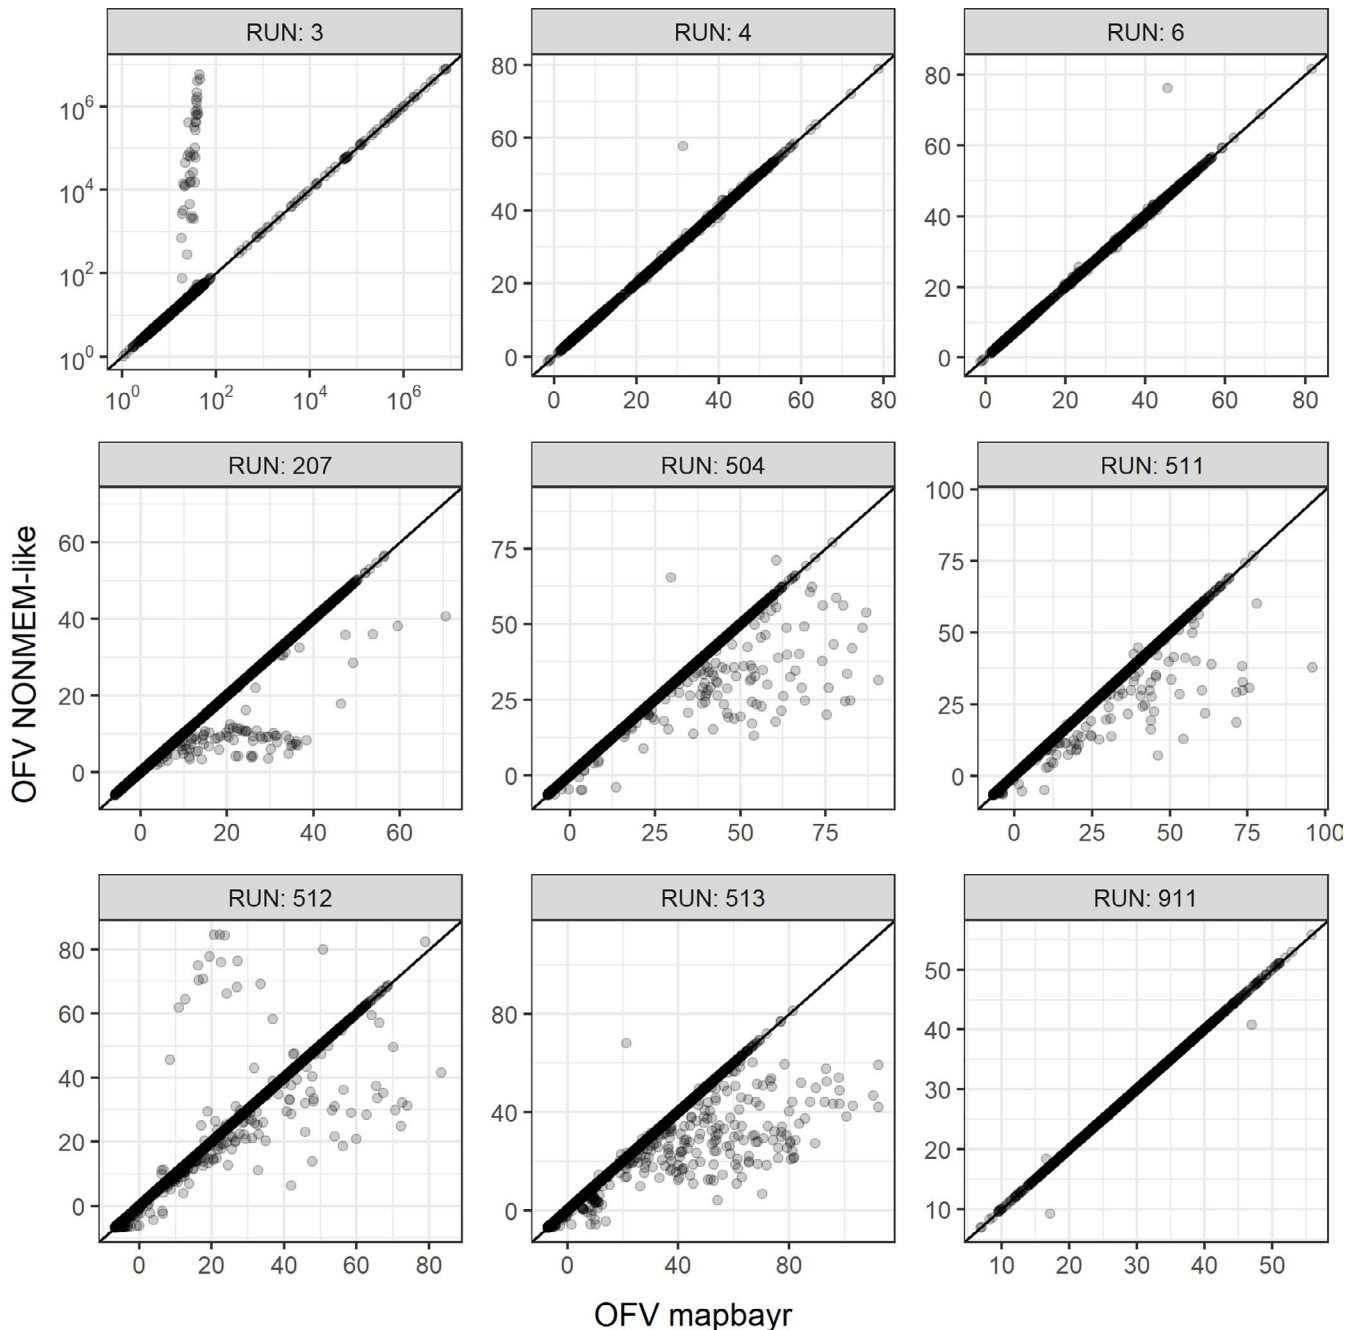 RUN: 3
RUN: 4
RUN: 6
10^6
10^4
10^2
10^0
10^0 10^2 10^4 10^6
80
60
40
20
0
0 20 40 60 80
80
60
40
20
0
0 20 40 60 80
RUN: 207
RUN: 504
RUN: 511
60
40
20
0
0 20 40 60
75
50
25
0
0 25 50 75
100
75
50
25
0
0 25 50 75 100
RUN: 512
RUN: 513
RUN: 911
80
60
40
20
0
0 20 40 60 80
80
40
0
0 40 80
50
40
30
20
10
10 20 30 40 50
OFV NONMEM-like
OFV mapbayr